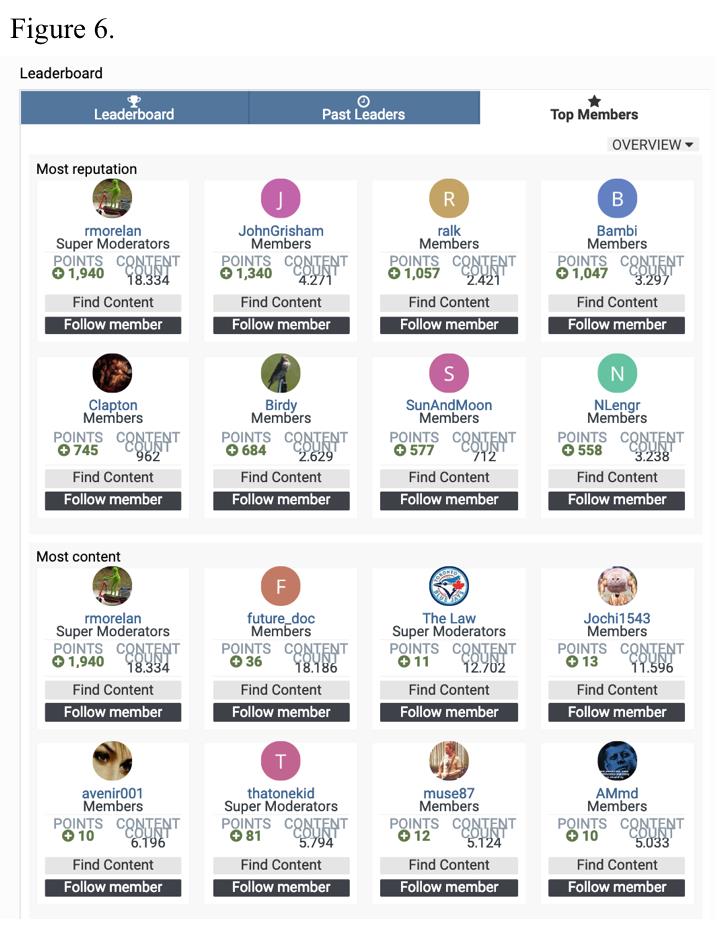 Figure 6.
Leaderboard
Leaderboard Past Leaders Top Members
OVERVIEW
Most reputation
J R B
rmorelan JohnGrisham ralk Bambi
Super Moderators Members Members Members
POINTS CONTENT COUNT POINTS CONTENT COUNT POINTS CONTENT COUNT POINTS CONTENT COUNT
1,940 18.334 1,340 4.271 1,057 2.421 1,047 3.297
Find Content Find Content Find Content Find Content
Follow member Follow member Follow member Follow member
S N
Clapton Birdy SunAndMoon NLengr
Members Members Members Members
POINTS CONTENT COUNT POINTS CONTENT COUNT POINTS CONTENT COUNT POINTS CONTENT COUNT
745 962 684 2.629 577 712 558 3.238
Find Content Find Content Find Content Find Content
Follow member Follow member Follow member Follow member
Most content
F TORONTO BLUE JAYS
rmorelan future_doc The Law Jochi1543
Super Moderators Members Super Moderators Members
POINTS CONTENT COUNT POINTS CONTENT COUNT POINTS CONTENT COUNT POINTS CONTENT COUNT
1,940 18.334 36 18.186 11 12.702 13 11.596
Find Content Find Content Find Content Find Content
Follow member Follow member Follow member Follow member
T
avenir001 thatonekid muse87 AMmd
Members Super Moderators Members Members
POINTS CONTENT COUNT POINTS CONTENT COUNT POINTS CONTENT COUNT POINTS CONTENT COUNT
10 6.196 81 5.794 12 5.124 10 5.033
Find Content Find Content Find Content Find Content
Follow member Follow member Follow member Follow member